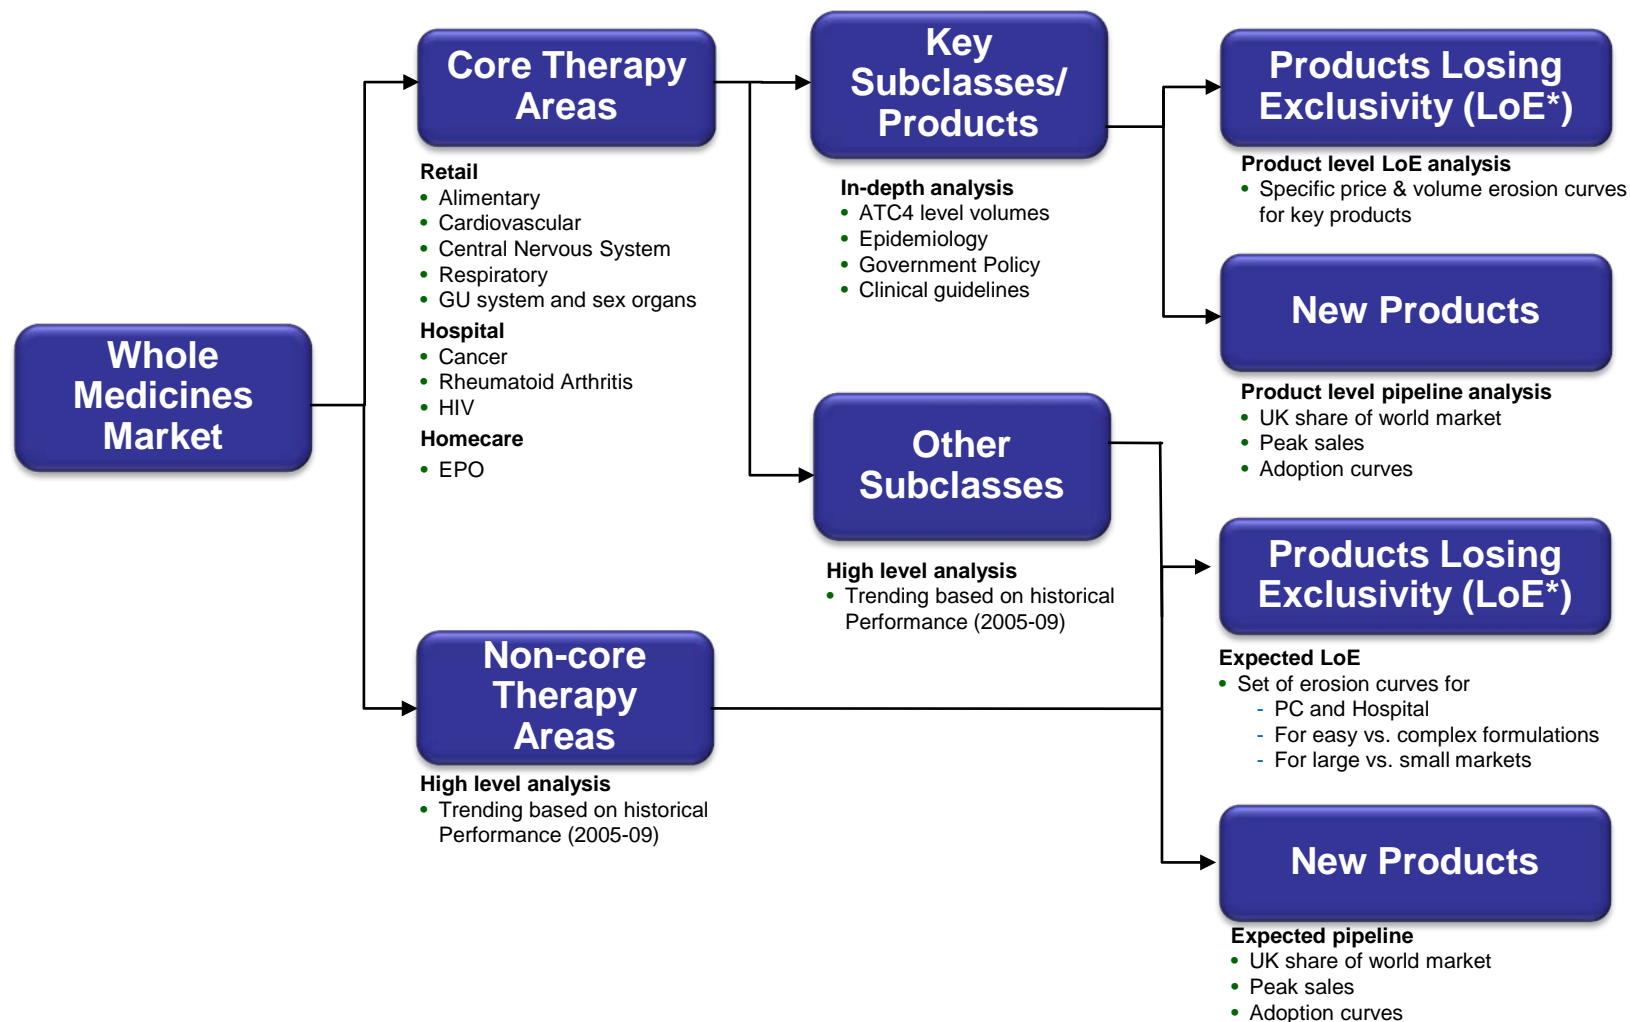 Whole
Medicines
Market
Core Therapy
Areas
Retail
• Alimentary
• Cardiovascular
• Central Nervous System
• Respiratory
• GU system and sex organs
Hospital
• Cancer
• Rheumatoid Arthritis
• HIV
Homecare
• EPO
Non-core
Therapy
Areas
High level analysis
• Trending based on historical
Performance (2005-09)
Key
Subclasses/
Products
In-depth analysis
• ATC4 level volumes
• Epidemiology
• Government Policy
• Clinical guidelines
Other
Subclasses
High level analysis
• Trending based on historical
Performance (2005-09)
Products Losing
Exclusivity (LoE*)
Product level LoE analysis
• Specific price & volume erosion curves
for key products
New Products
Product level pipeline analysis
• UK share of world market
• Peak sales
• Adoption curves
Products Losing
Exclusivity (LoE*)
Expected LoE
• Set of erosion curves for
- PC and Hospital
- For easy vs. complex formulations
- For large vs. small markets
New Products
Expected pipeline
• UK share of world market
• Peak sales
• Adoption curves